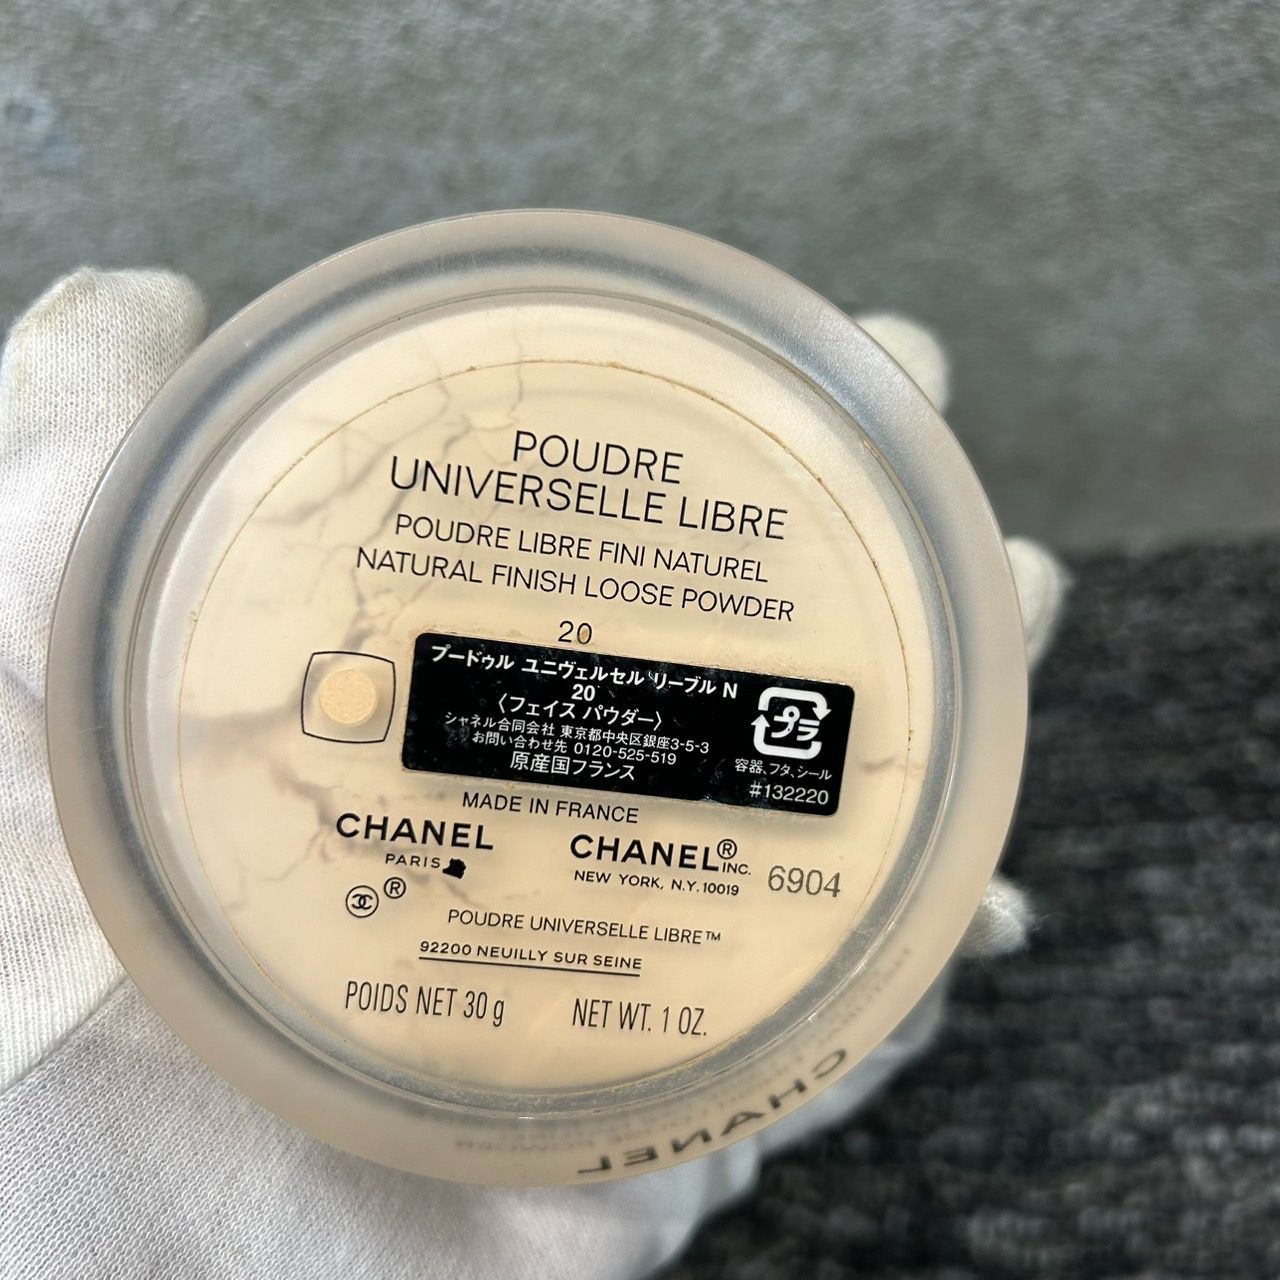 POUDRE
UNIVERSELLE LIBRE
POUDRE LIBRE FINI NATUREL
NATURAL FINISH LOOSE POWDER
20
プードゥル ユニヴェルセル リーブル N
20
〈フェイス パウダー〉
シャネル合同会社 東京都中央区銀座3-5-3
お問い合わせ先 0120-525-519
原産国フランス
プラ
容器、フタ、シール
#132220
MADE IN FRANCE
CHANEL
PARIS
CHANEL® INC.
NEW YORK, N.Y. 10019
6904
®
POUDRE UNIVERSELLE LIBRE™
92200 NEUILLY SUR SEINE
POIDS NET 30 g NET WT. 1 OZ.
CHANEL